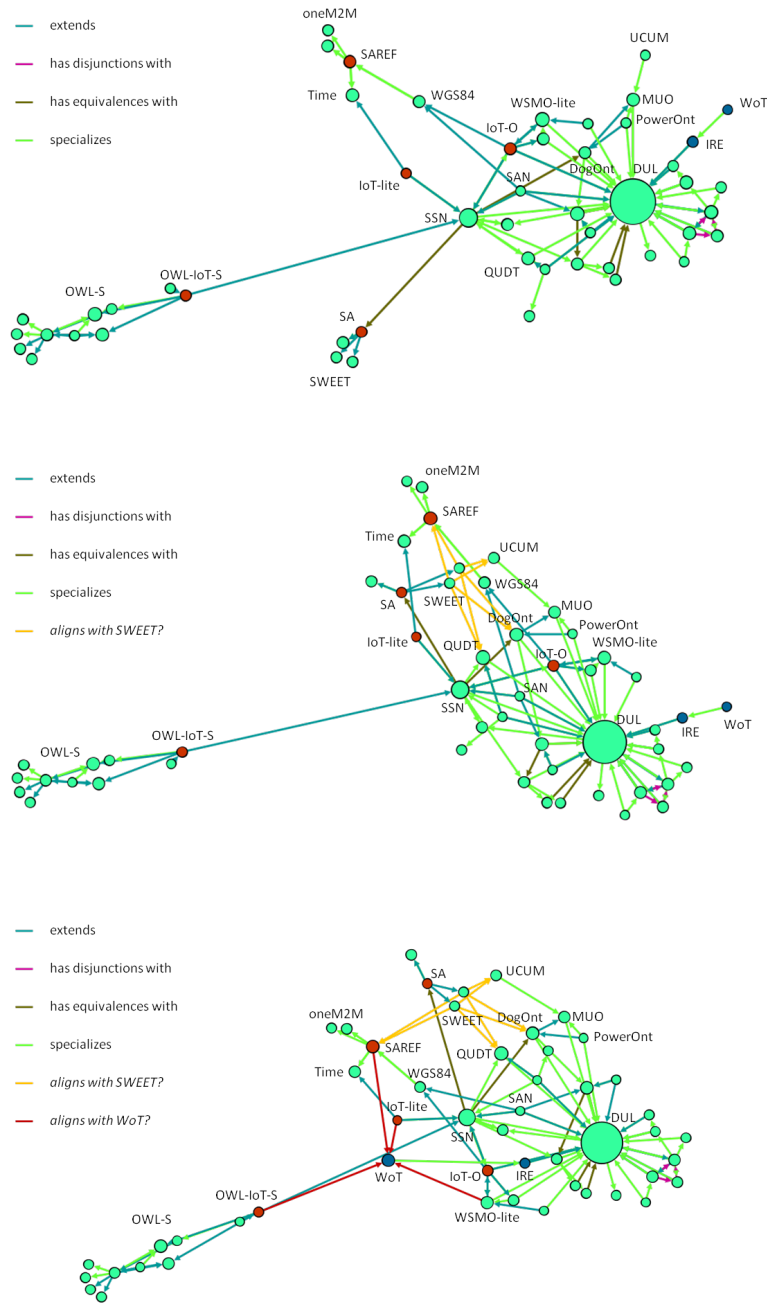 oneM2M
extends
UCUM
SAREF
has disjunctions with
Time
WGS84
WSMO-lite
MUO
WoT
has equivalences with
PowerOnt
IoT-O
IRE
specializes
DogOnt
DUL
SAN
IoT-lite
SSN
QUDT
OWL-IoT-S
OWL-S
SA
SWEET
oneM2M
extends
SAREF
has disjunctions with
Time
UCUM
has equivalences with
WGS84
specializes
SWEET
SA
MUO
DogOnt
aligns with SWEET?
PowerOnt
IoT-lite
QUDT
WSMO-lite
IoT-O
SAN
SSN
DUL
IRE
WoT
OWL-IoT-S
OWL-S
extends
has disjunctions with
SA
UCUM
has equivalences with
oneM2M
SWEET
DogOnt
MUO
PowerOnt
specializes
SAREF
QUDT
Time
WGS84
aligns with SWEET?
SAN
IoT-lite
DUL
aligns with WoT?
SSN
WoT
IoT-O
IRE
OWL-IoT-S
WSMO-lite
OWL-S